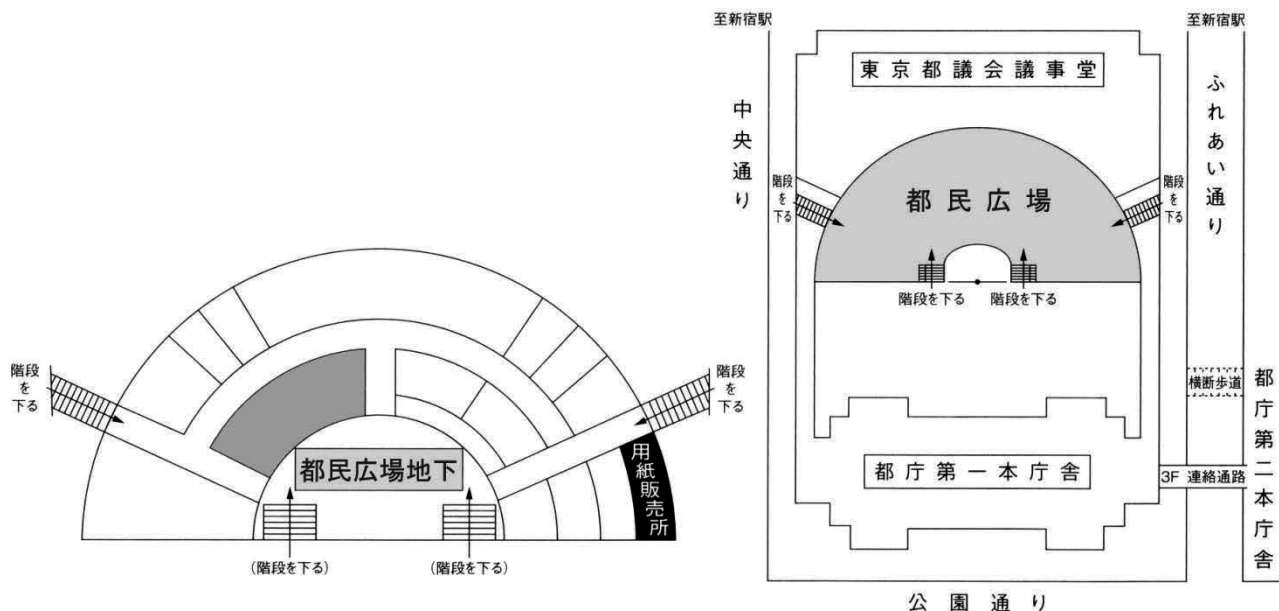 階段
を
下る
都民広場地下
(階段を下る)
(階段を下る)
階段
を
下る
用紙販売所
至新宿駅
至新宿駅
東京都議会議事堂
中央通り
ふれあい通り
階段
を
下る
都民広場
階段
を
下る
階段を下る
階段を下る
横断歩道
都庁第二本庁舎
都庁第一本庁舎
3F 連絡通路
公園通り